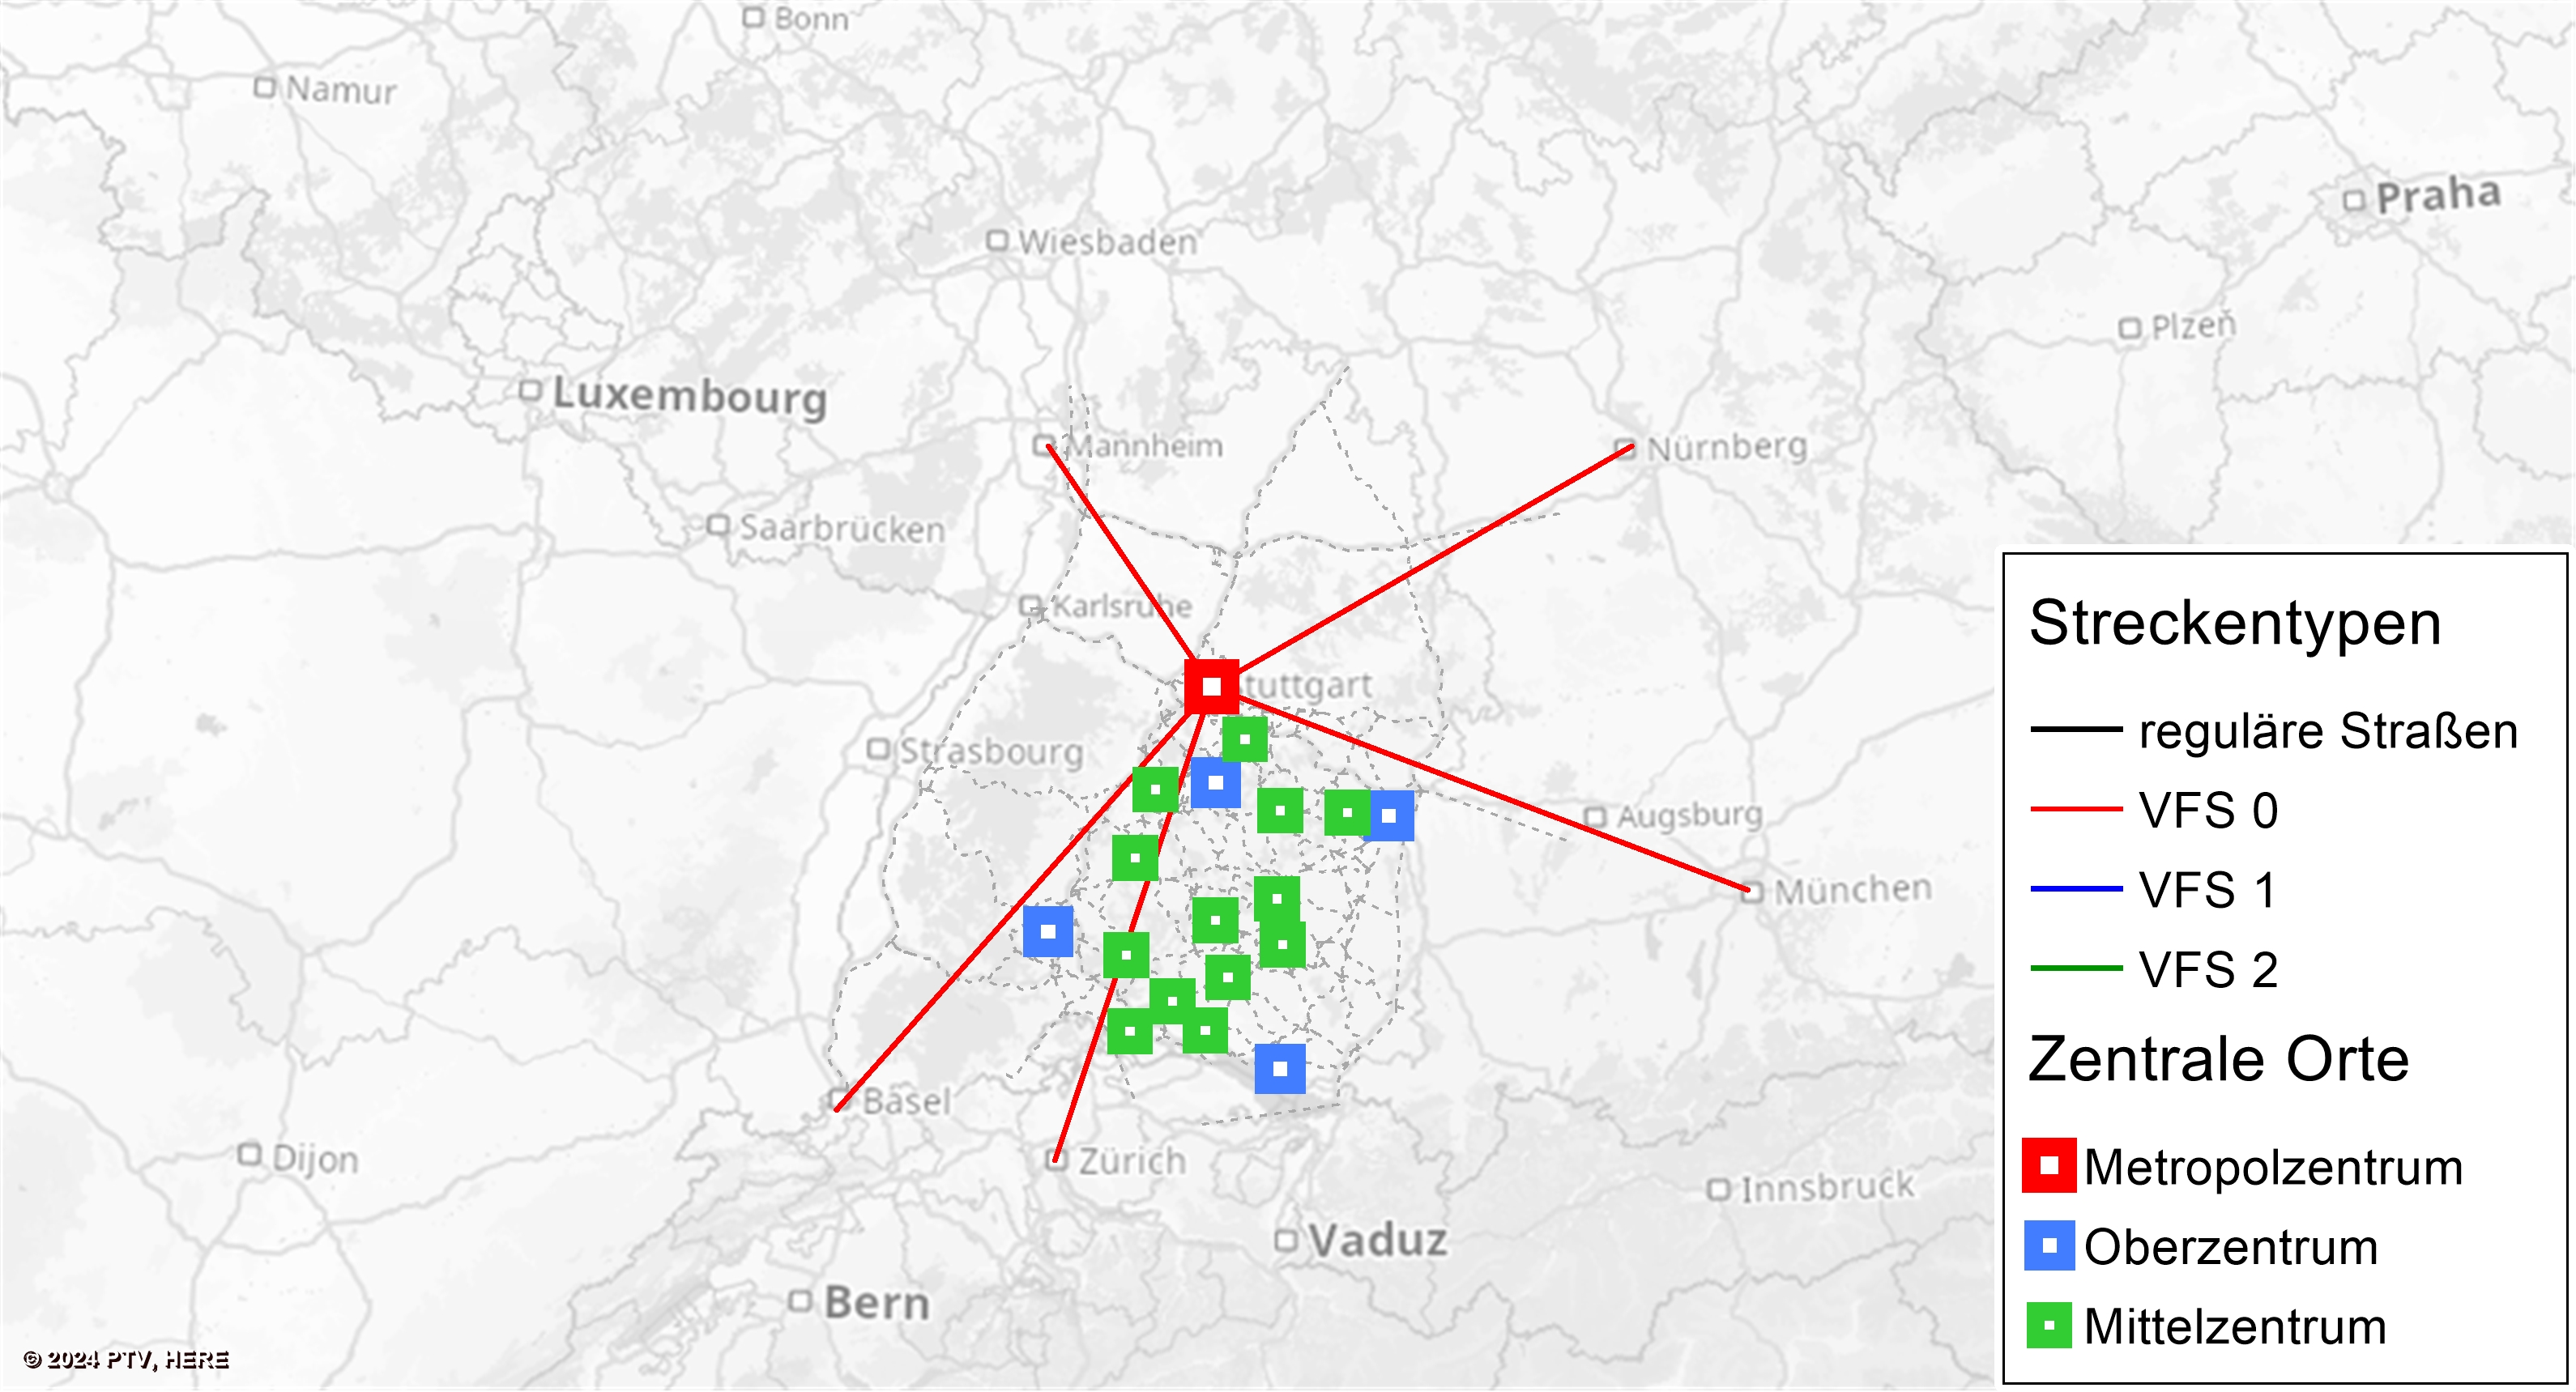 Bonn
Namur
Praha
Wiesbaden
Plzeň
Luxembourg
Mannheim
Nürnberg
Saarbrücken
Karlsruhe
tuttgart
Strasbourg
Augsburg
München
Basel
Dijon
Zürich
Innsbruck
Vaduz
Bern
© 2024 PTV, HERE
Streckentypen
reguläre Straßen
VFS 0
VFS 1
VFS 2
Zentrale Orte
Metropolzentrum
Oberzentrum
Mittelzentrum